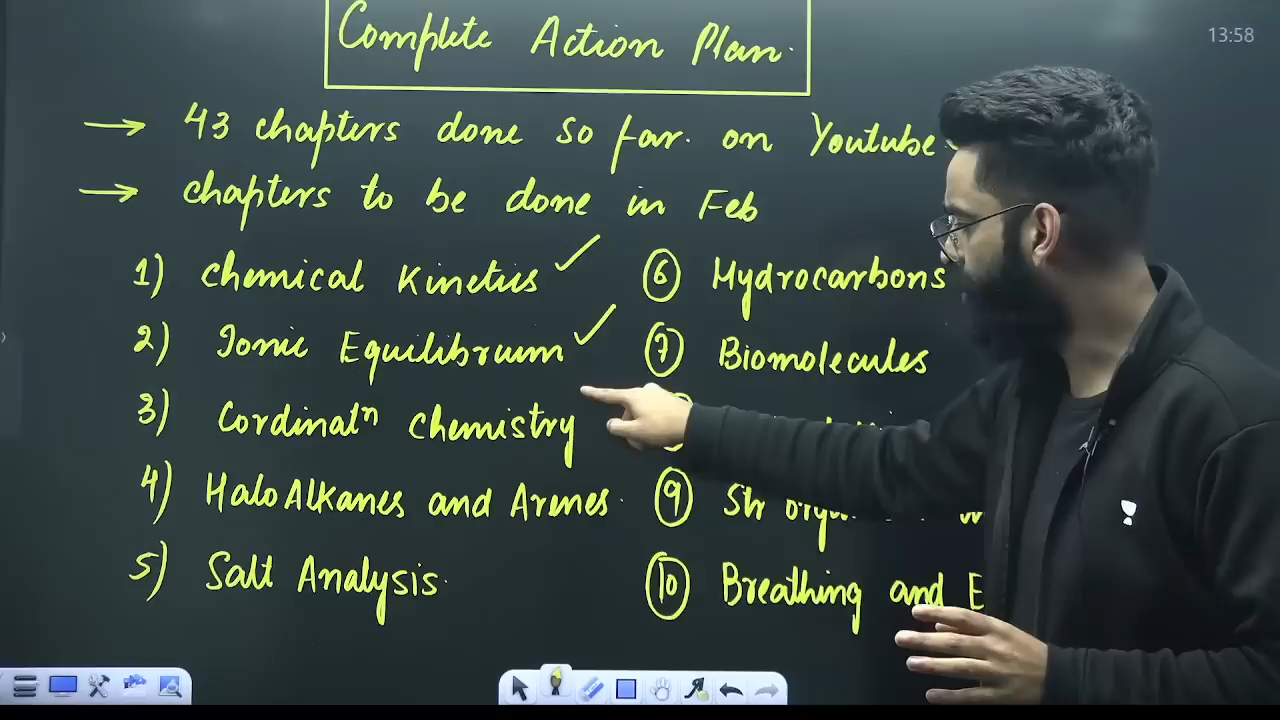 Complete Action Plan.
13:58
→ 43 chapters done so far. on Youtube
→ chapters to be done in Feb
1) Chemical Kinetics ✓
2) Ionic Equilibrium ✓
3) Cordinatⁿ Chemistry
4) HaloAlkanes and Arenes.
5) Salt Analysis.
⑥ Hydrocarbons
⑦ Biomolecules
⑨ Str
⑩ Breathing and E